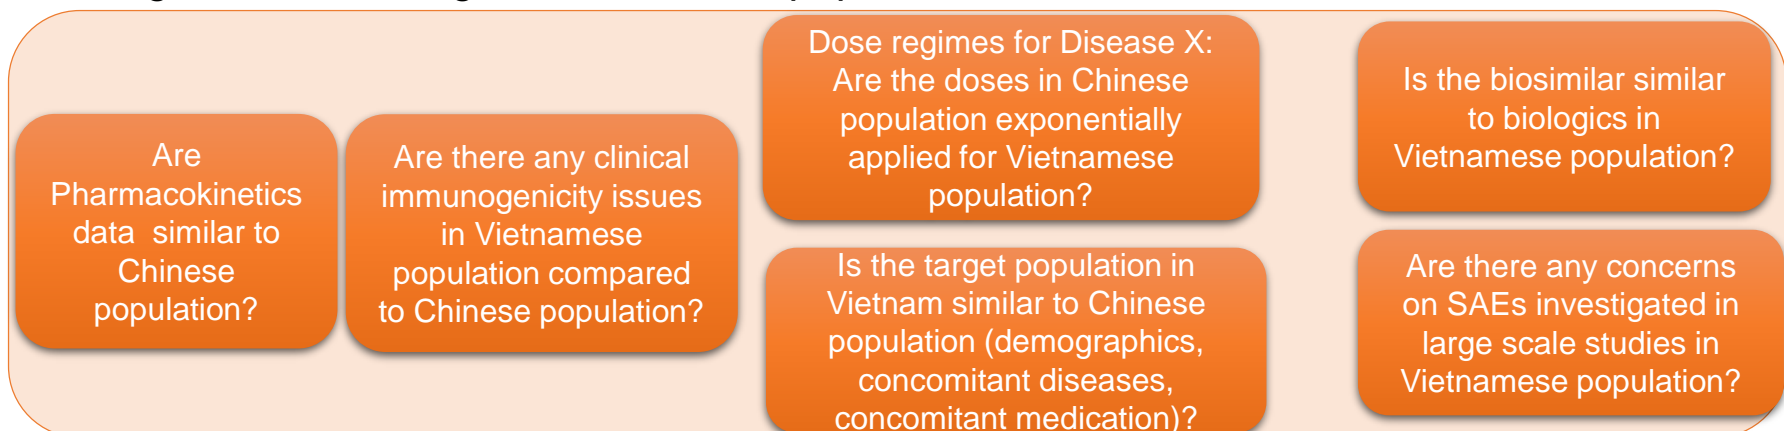 Are
Pharmacokinetics
data similar to
Chinese
population?
Are there any clinical
immunogenicity issues
in Vietnamese
population compared
to Chinese population?
Dose regimes for Disease X:
Are the doses in Chinese
population exponentially
applied for Vietnamese
population?
Is the target population in
Vietnam similar to Chinese
population (demographics,
concomitant diseases,
concomitant medication)?
Is the biosimilar similar
to biologics in
Vietnamese population?
Are there any concerns
on SAEs investigated in
large scale studies in
Vietnamese population?